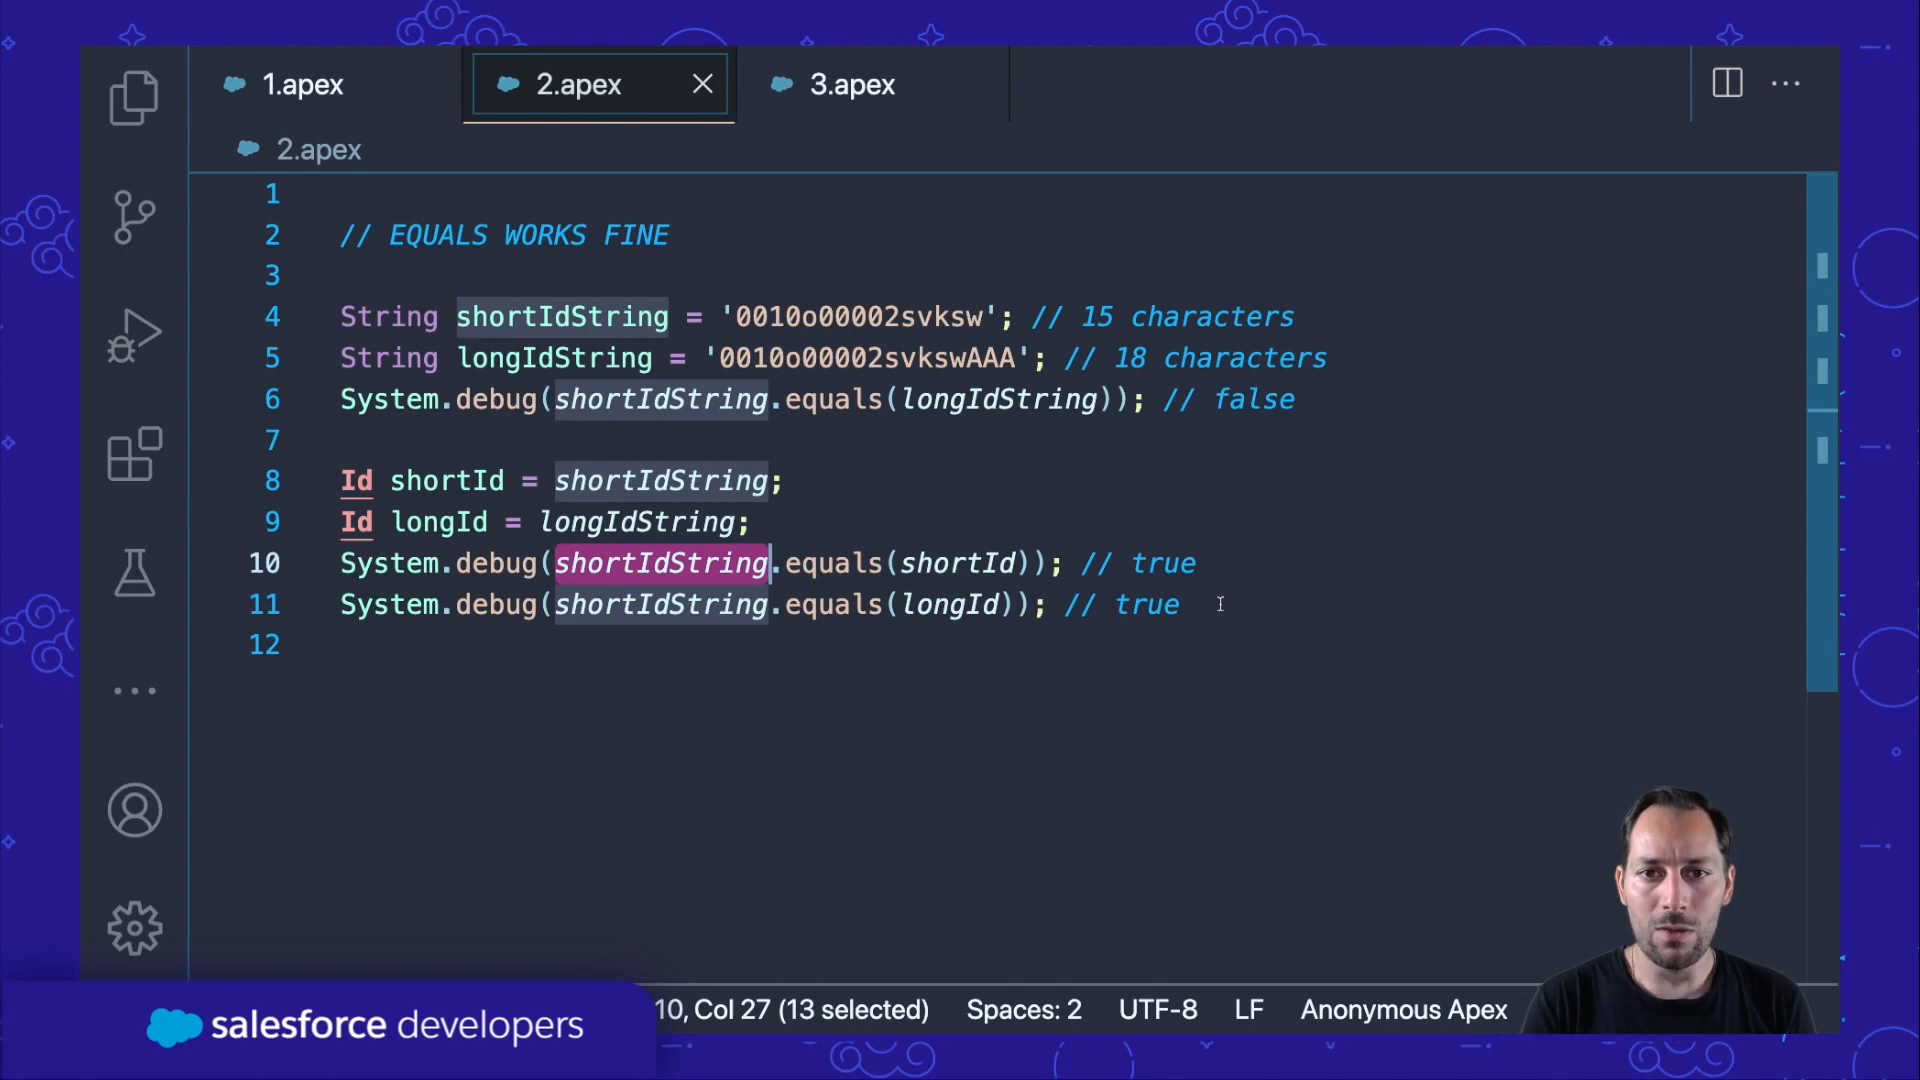 1.apex
2.apex
3.apex
2.apex
1
2 // EQUALS WORKS FINE
3
4 String shortIdString = '0010o00002svksw'; // 15 characters
5 String longIdString = '0010o00002svkswAAA'; // 18 characters
6 System.debug(shortIdString.equals(longIdString)); // false
7
8 Id shortId = shortIdString;
9 Id longId = longIdString;
10 System.debug(shortIdString.equals(shortId)); // true
11 System.debug(shortIdString.equals(longId)); // true
12
10, Col 27 (13 selected) Spaces: 2 UTF-8 LF Anonymous Apex
salesforce developers